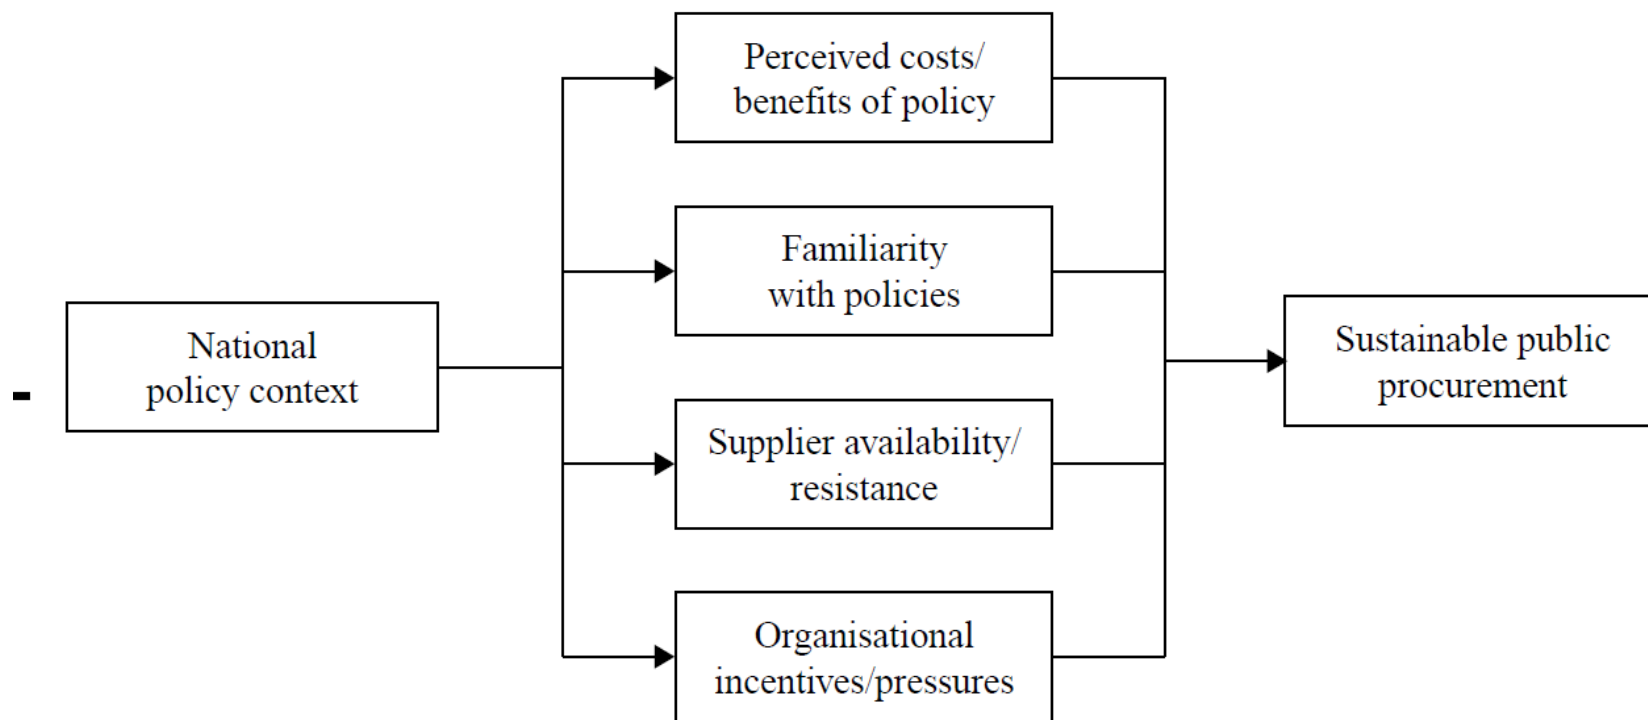 Perceived costs/
benefits of policy
Familiarity
with policies
National
policy context
Sustainable public
procurement
Supplier availability/
resistance
Organisational
incentives/pressures